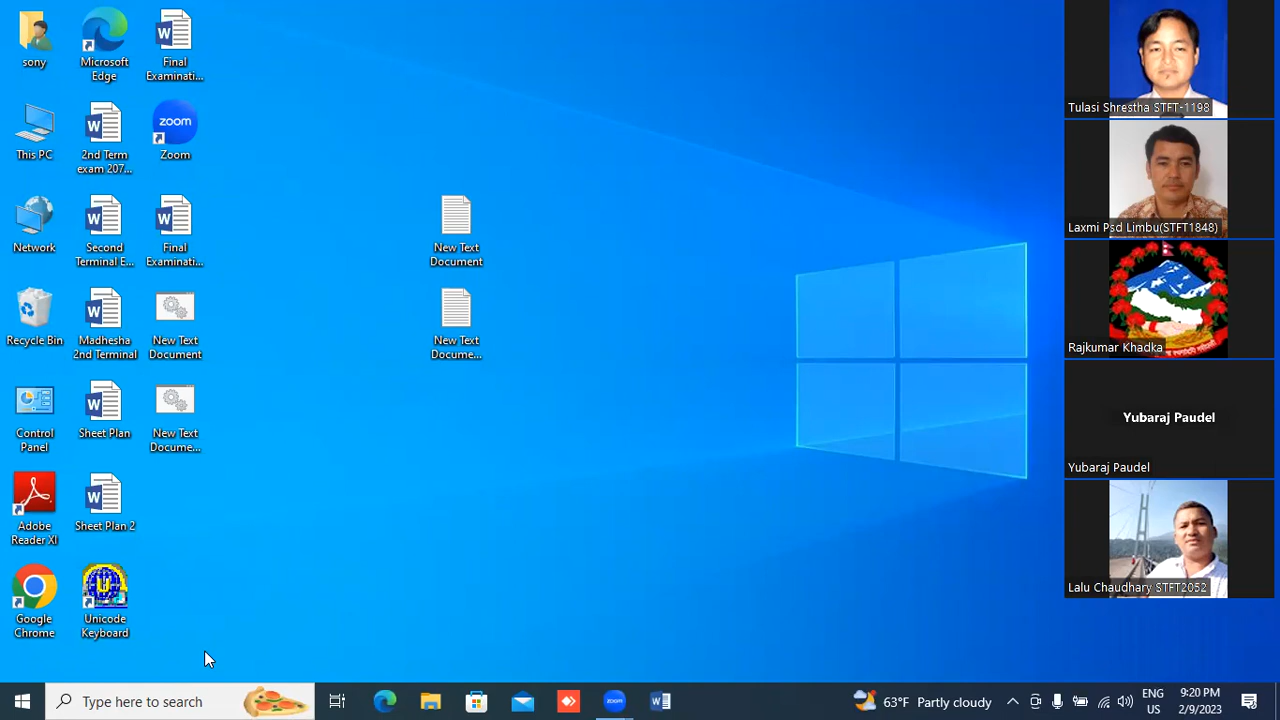 sony
Microsoft
Edge
Final
Examinati...
This PC
2nd Term
exam 207...
zoom
Zoom
Network
Second
Terminal E...
Final
Examinati...
New Text
Document
Recycle Bin
Madhesha
2nd Terminal
New Text
Document
New Text
Docume...
Control
Panel
Sheet Plan
New Text
Docume...
Adobe
Reader XI
Sheet Plan 2
Google
Chrome
Unicode
Keyboard
Tulasi Shrestha STFT-1198
Laxmi Psd Limbu(STFT1848)
Rajkumar Khadka
Yubaraj Paudel
Yubaraj Paudel
Lalu Chaudhary STFT2052
Type here to search
zoom
63°F Partly cloudy
ENG
US
9:20 PM
2/9/2023